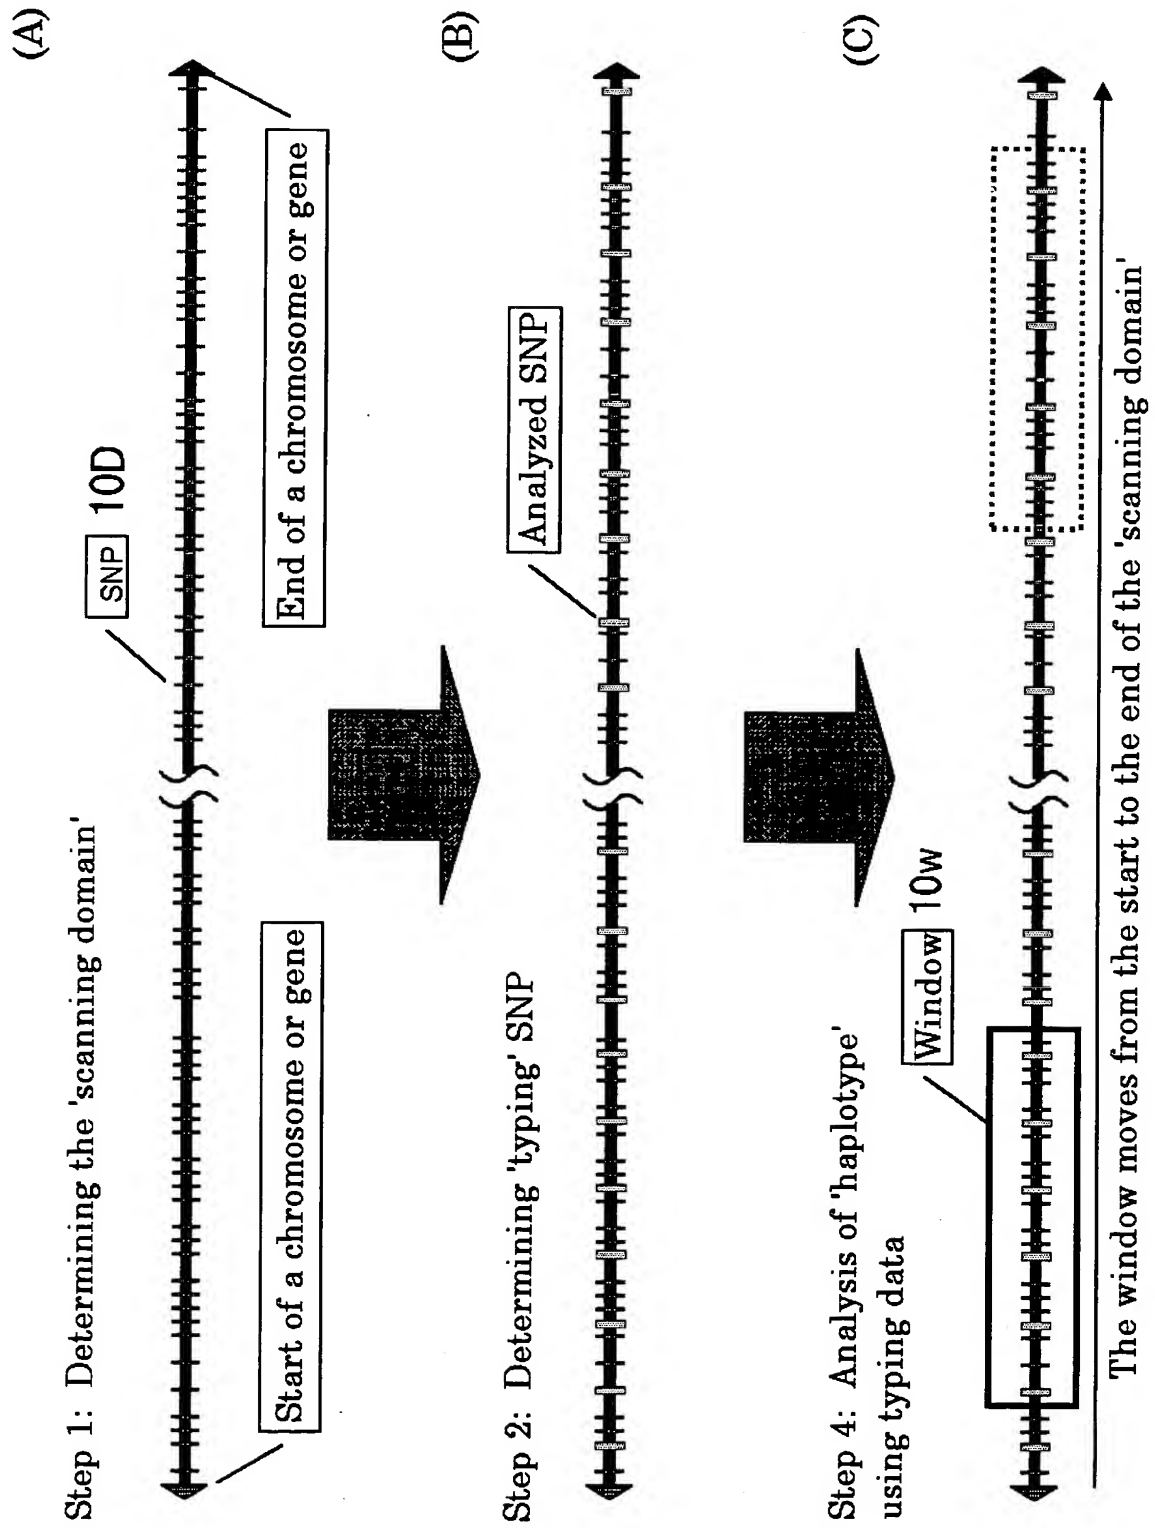 (A)
Step 1: Determining the 'scanning domain'
SNP 10D
Start of a chromosome or gene
End of a chromosome or gene
(B)
Step 2: Determining 'typing' SNP
Analyzed SNP
(C)
Step 4: Analysis of 'haplotype'
using typing data
Window 10w
The window moves from the start to the end of the 'scanning domain'